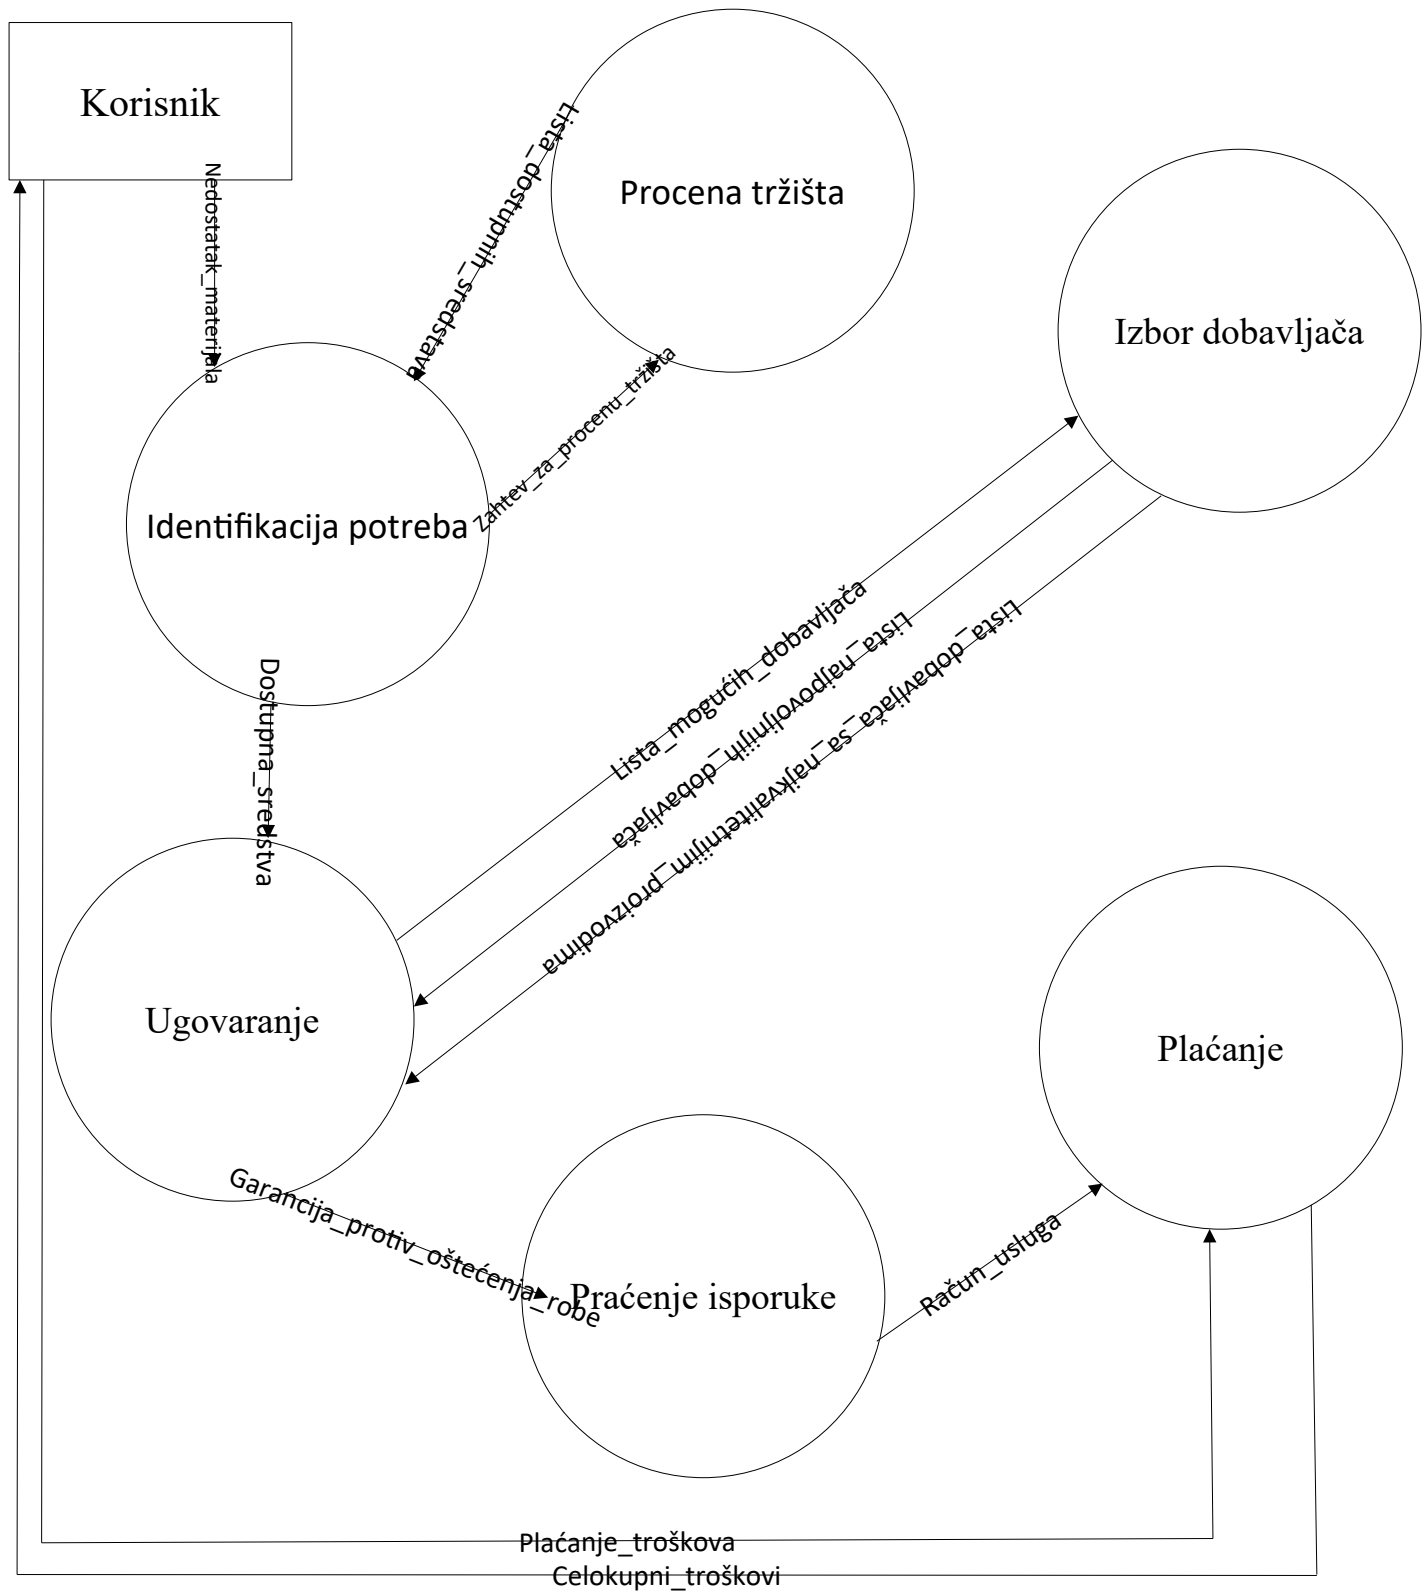 Korisnik
Procena tržišta
Izbor dobavljača
Nedostatak_materijala
Lista_dostupnih_sredstava
Zahtev_za_procenu_tržišta
Identifikacija potreba
Dostupna_sredstva
Lista_mogućih_dobavljača
Lista_najpovoljnijih_dobavljača
Lista_dobavljača_sa_najkvalitetnijim_proizvodima
Ugovaranje
Plaćanje
Garancija_protiv_oštećenja_robe
Praćenje isporuke
Račun_usluga
Plaćanje_troškova
Celokupni_troškovi